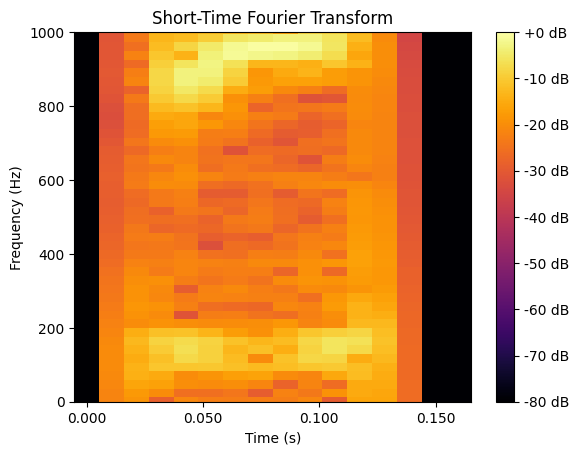 Short-Time Fourier Transform
Frequency (Hz)
1000
800
600
400
200
0
0.000 0.050 0.100 0.150
Time (s)
+0 dB
-10 dB
-20 dB
-30 dB
-40 dB
-50 dB
-60 dB
-70 dB
-80 dB